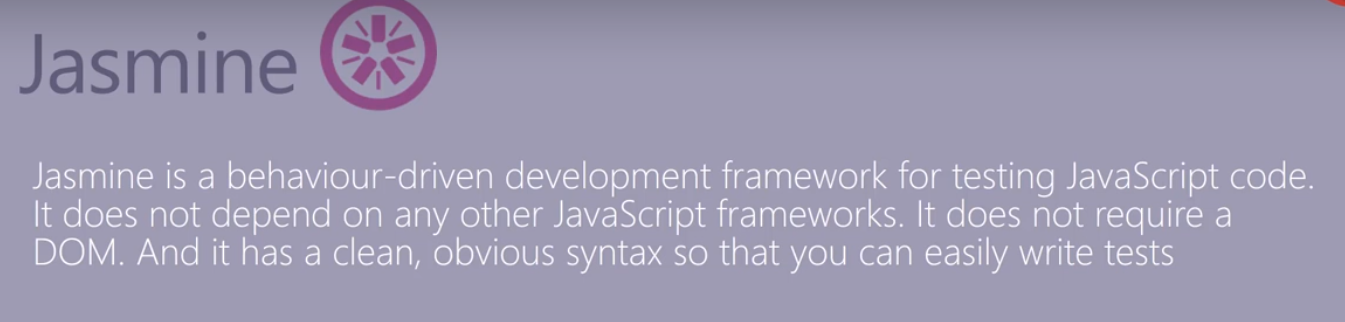 Jasmine
Jasmine is a behaviour-driven development framework for testing JavaScript code.
It does not depend on any other JavaScript frameworks. It does not require a
DOM. And it has a clean, obvious syntax so that you can easily write tests